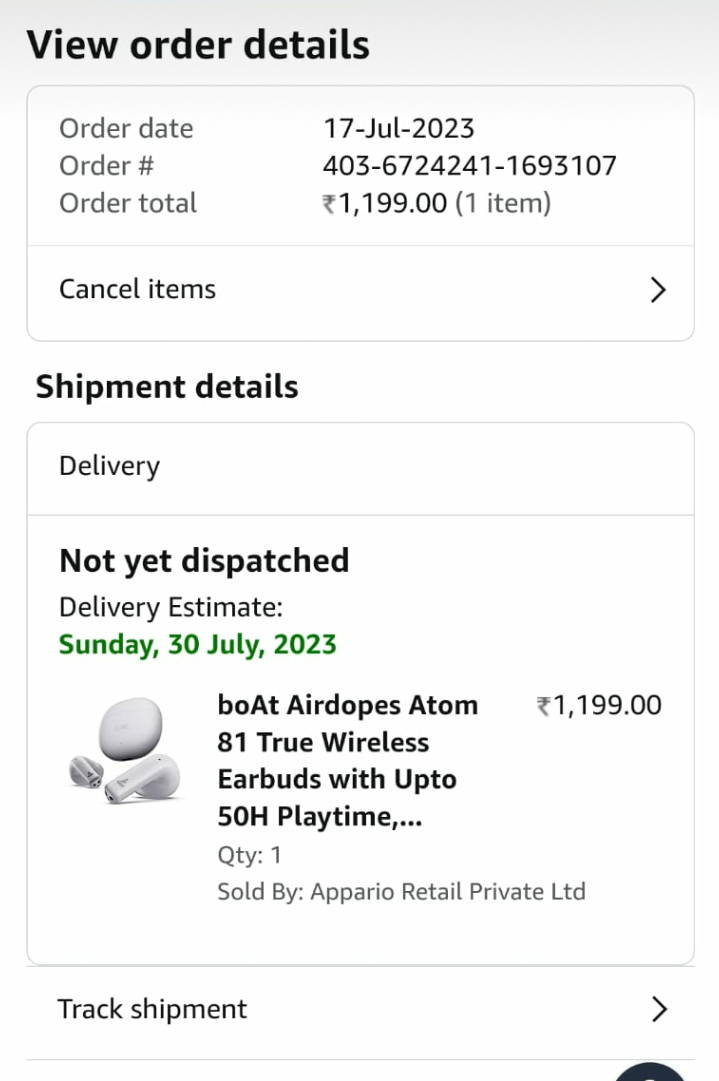 View order details
Order date 17-Jul-2023
Order # 403-6724241-1693107
Order total ₹1,199.00 (1 item)
Cancel items
Shipment details
Delivery
Not yet dispatched
Delivery Estimate:
Sunday, 30 July, 2023
boAt Airdopes Atom ₹1,199.00
81 True Wireless
Earbuds with Upto
50H Playtime,...
Qty: 1
Sold By: Appario Retail Private Ltd
Track shipment